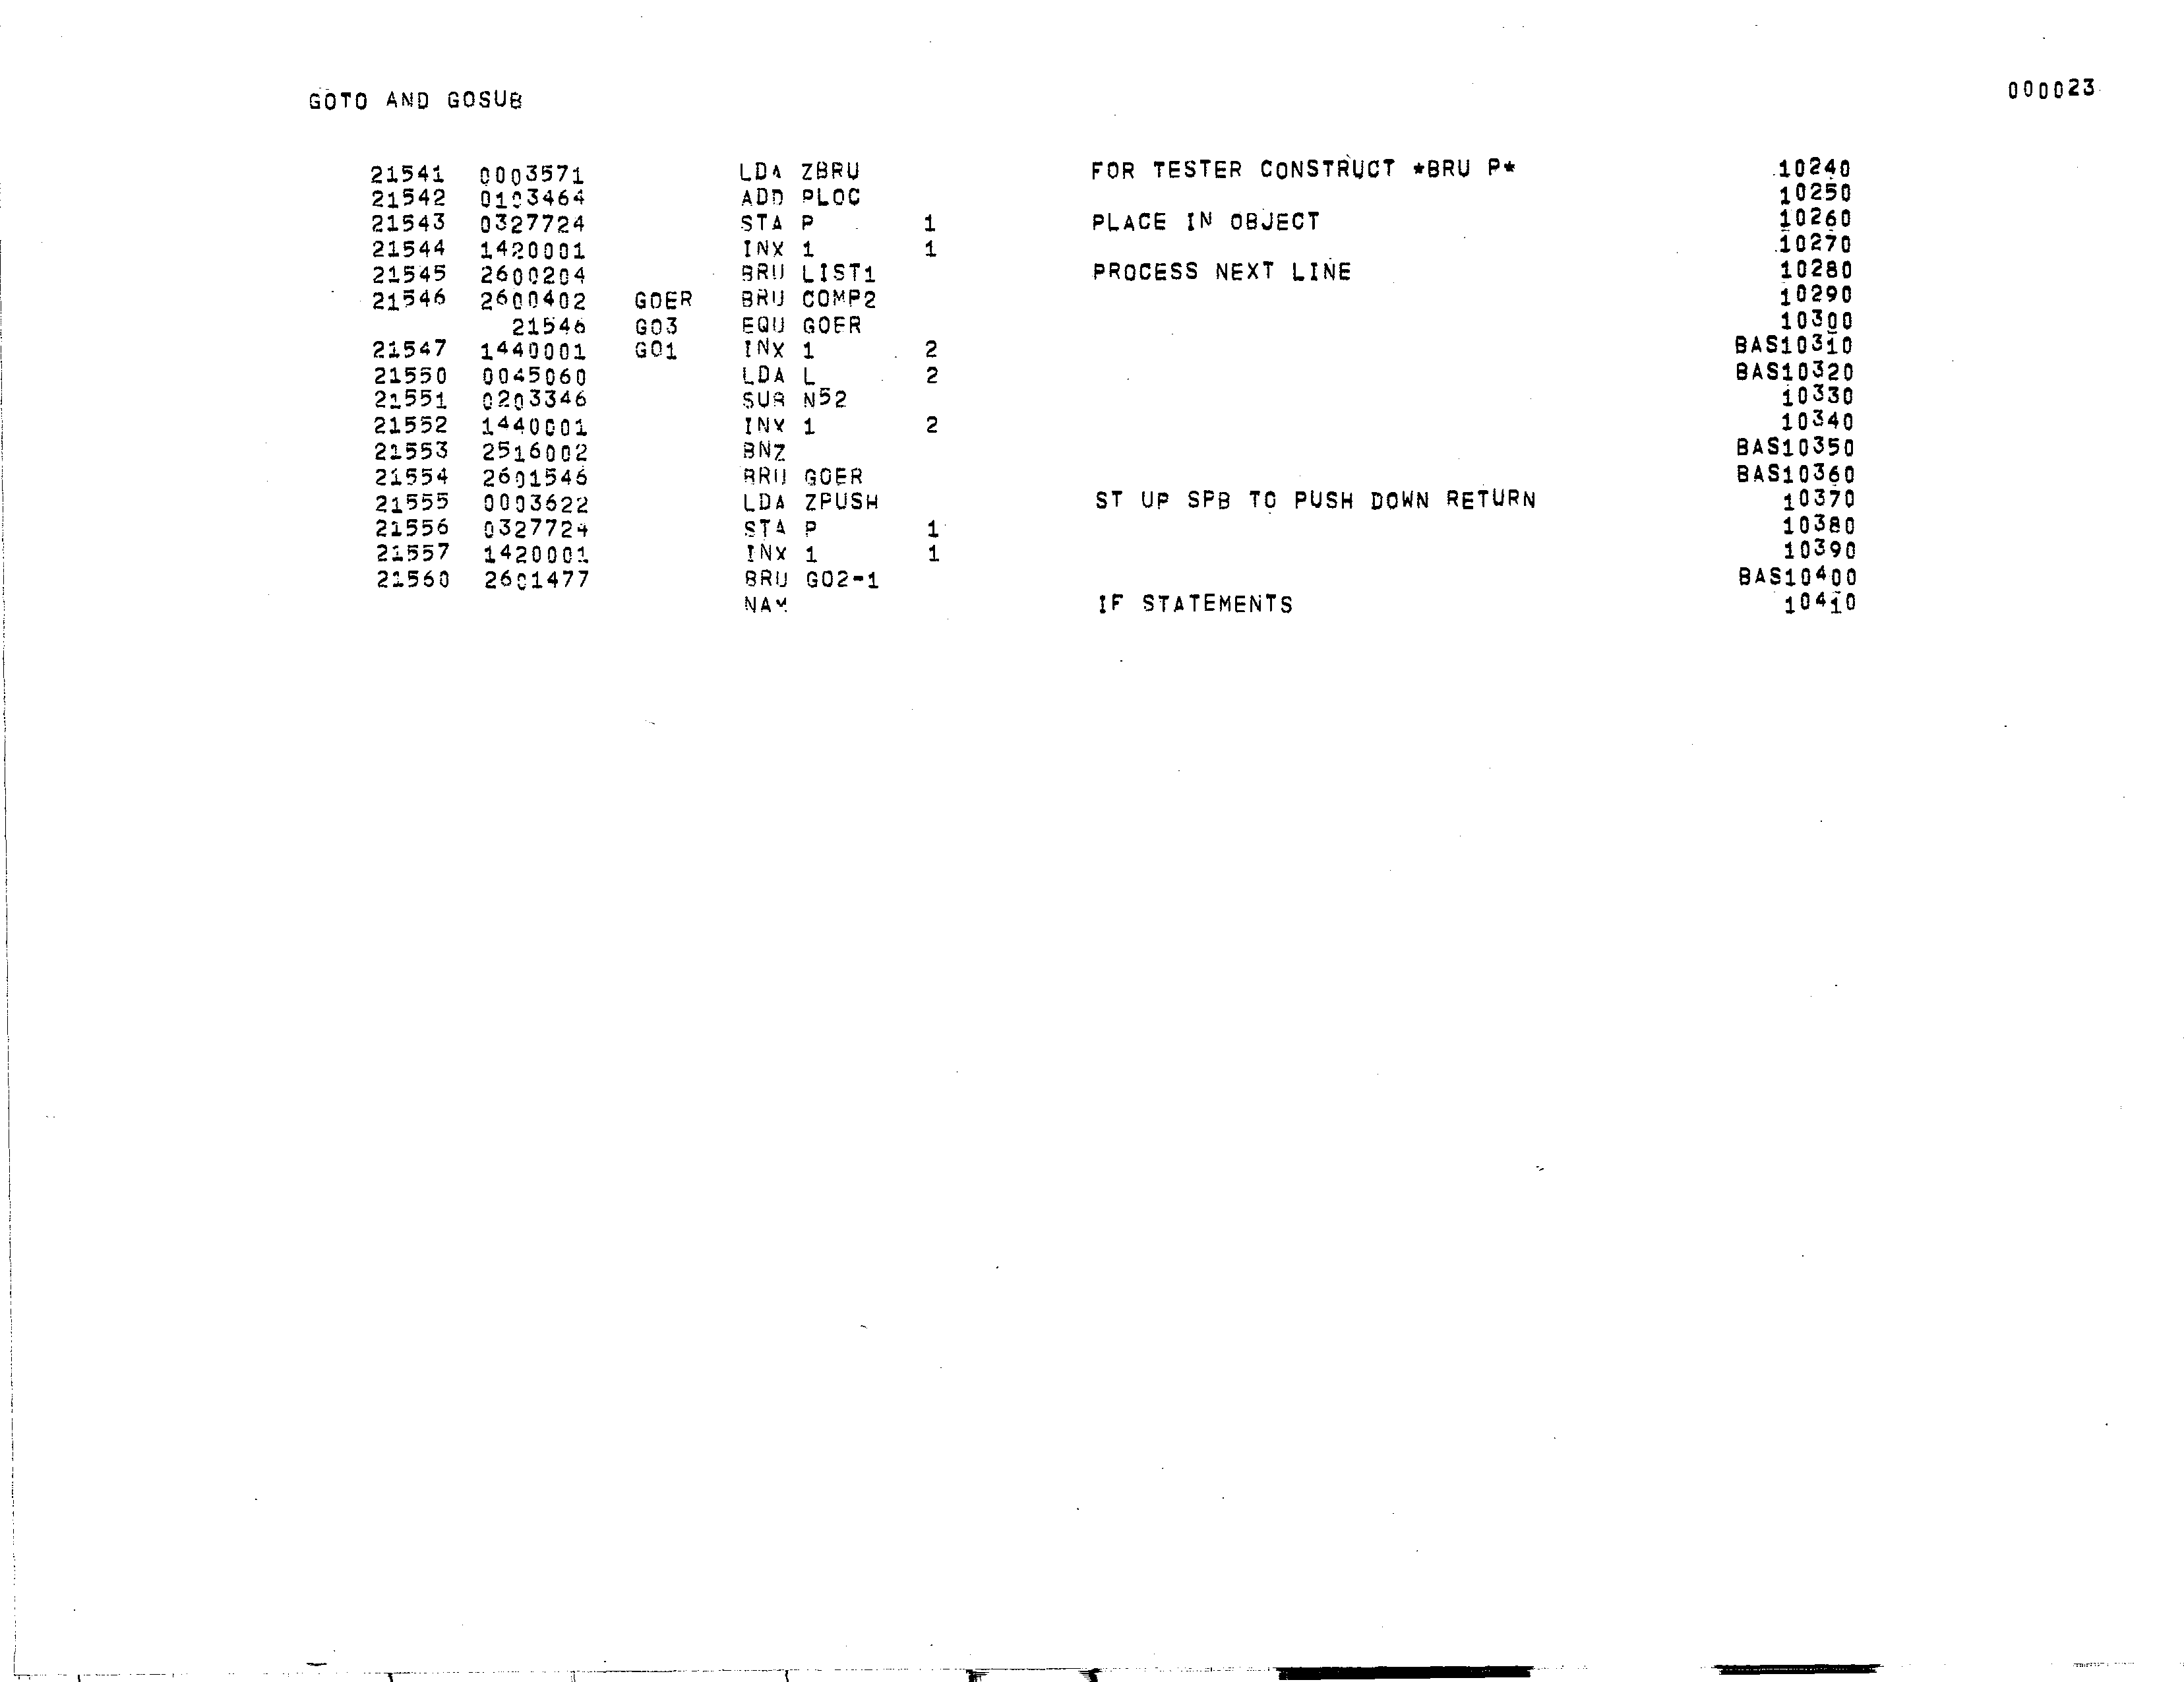 GOTO AND GOSUB 000023
21541 0003571 LDA ZBRU FOR TESTER CONSTRUCT *BRU P* 10240
21542 0103464 ADD PLOC 10250
21543 0327724 STA P 1 PLACE IN OBJECT 10260
21544 1420001 INX 1 1 10270
21545 2600204 BRU LIST1 PROCESS NEXT LINE 10280
21546 2600402 GOER BRU COMP2 10290
21546 GO3 EQU GOER 10300
21547 1440001 GO1 INX 1 2 BAS10310
21550 0045060 LDA L 2 BAS10320
21551 0203346 SUB N52 10330
21552 1440001 INX 1 2 10340
21553 2516002 BNZ BAS10350
21554 2601546 BRU GOER BAS10360
21555 0003622 LDA ZPUSH ST UP SPB TO PUSH DOWN RETURN 10370
21556 0327724 STA P 1 10380
21557 1420001 INX 1 1 10390
21560 2601477 BRU GO2-1 BAS10400
NAM IF STATEMENTS 10410